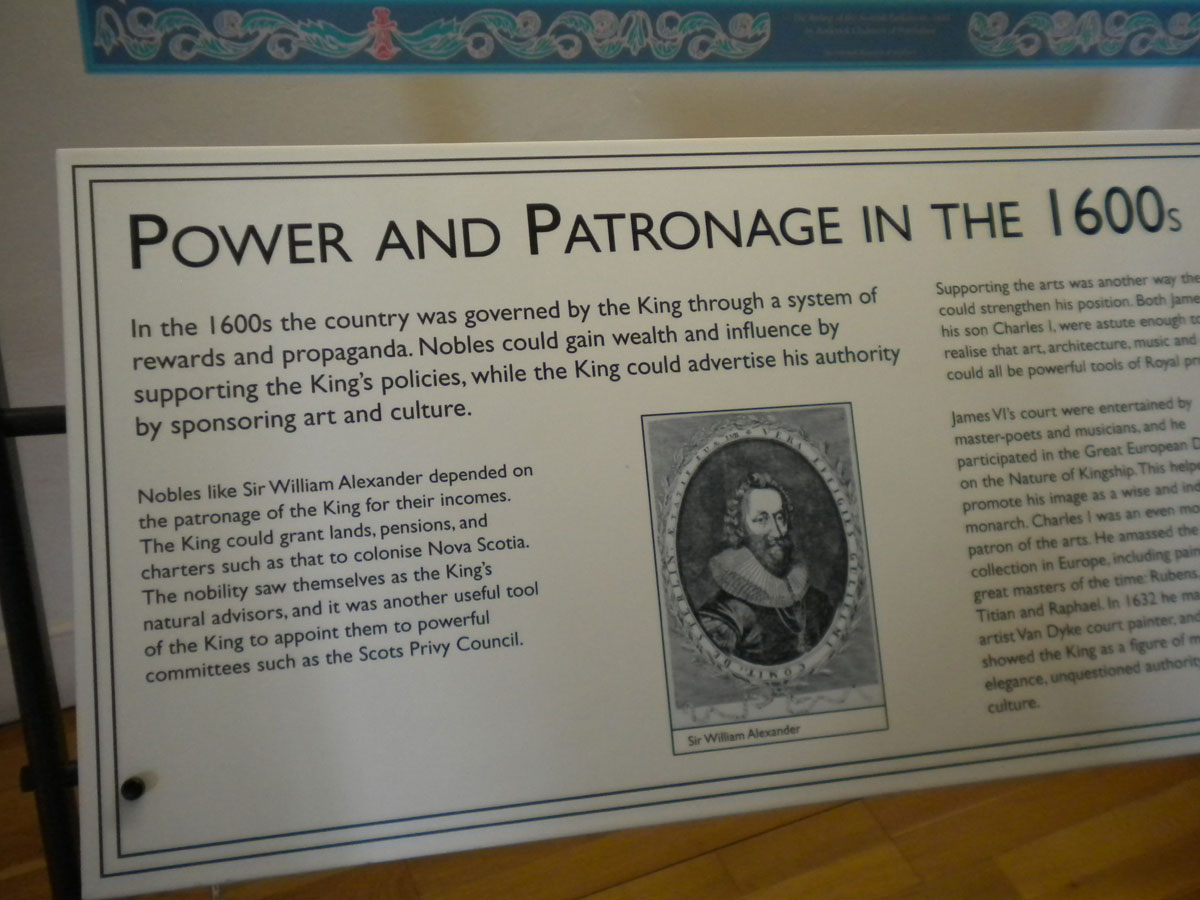 POWER AND PATRONAGE IN THE 1600s
In the 1600s the country was governed by the King through a system of
rewards and propaganda. Nobles could gain wealth and influence by
supporting the King's policies, while the King could advertise his authority
by sponsoring art and culture.
Nobles like Sir William Alexander depended on
the patronage of the King for their incomes.
The King could grant lands, pensions, and
charters such as that to colonise Nova Scotia.
The nobility saw themselves as the King's
natural advisors, and it was another useful tool
of the King to appoint them to powerful
committees such as the Scots Privy Council.
Sir William Alexander
Supporting the arts was another way the
could strengthen his position. Both Jame
his son Charles I, were astute enough to
realise that art, architecture, music and
could all be powerful tools of Royal pr
James VI's court were entertained by
master-poets and musicians, and he
participated in the Great European D
on the Nature of Kingship. This helpe
promote his image as a wise and ind
monarch. Charles I was an even mo
patron of the arts. He amassed the
collection in Europe, including pain
great masters of the time: Rubens,
Titian and Raphael. In 1632 he ma
artist Van Dyke court painter, and
showed the King as a figure of
elegance, unquestioned authority
culture.